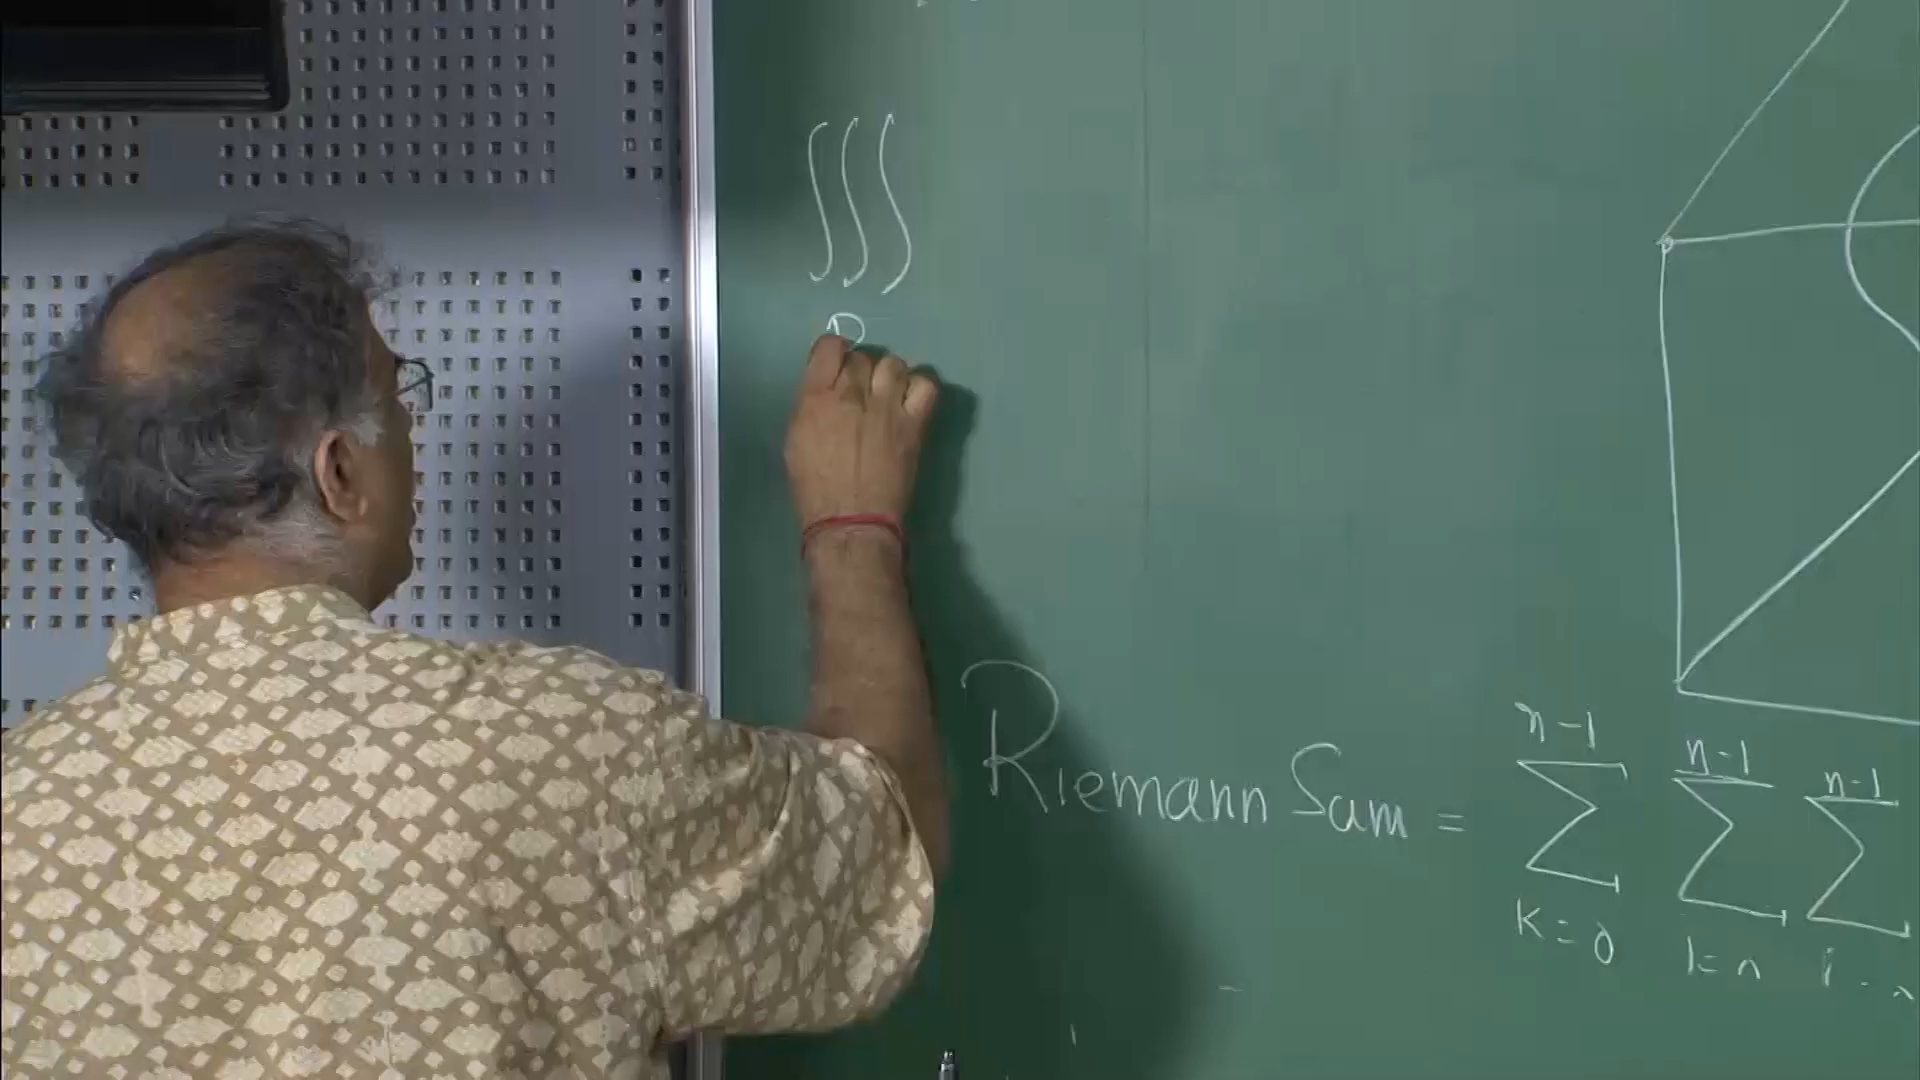 ∭
Riemann Sum = ∑ ∑ ∑
n-1 n-1 n-1
K=0